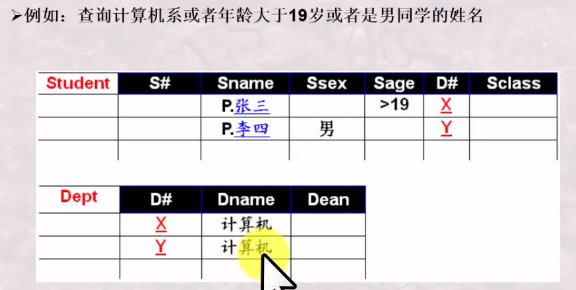 ➢例如：查询计算机系或者年龄大于19岁或者是男同学的姓名
Student S# Sname Ssex Sage D# Sclass
P.张三 >19 X
P.李四 男 Y
Dept D# Dname Dean
X 计算机
Y 计算机